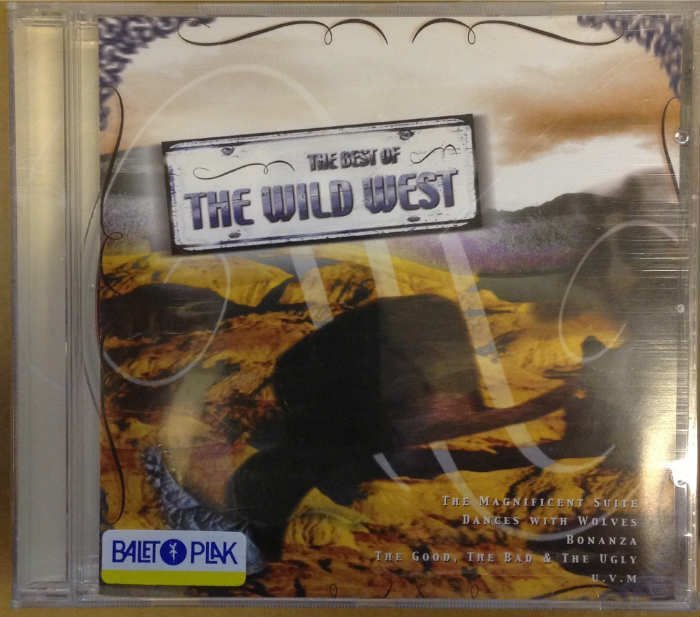 THE BEST OF
THE WILD WEST
THE MAGNIFICENT SUITE
DANCES WITH WOLVES
BONANZA
THE GOOD, THE BAD & THE UGLY
U.V.M
BALET PLAK